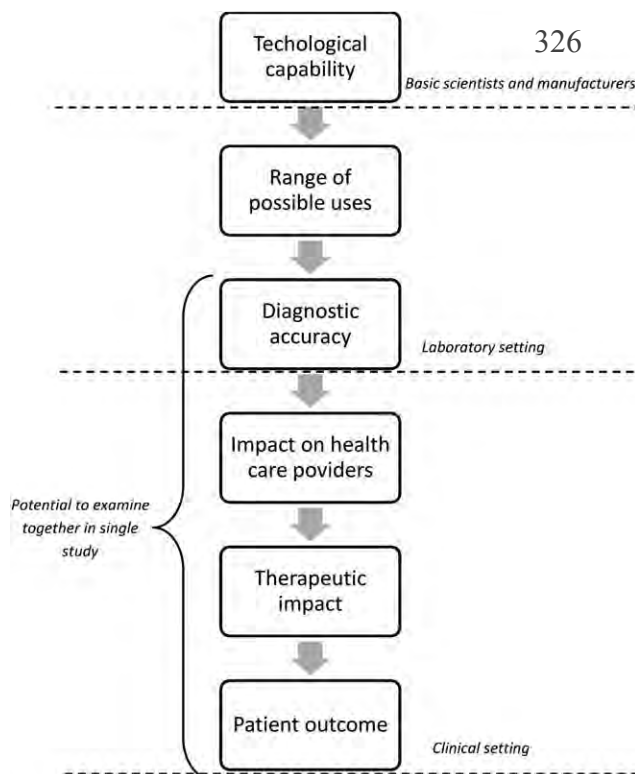 Techological
capability
326
Basic scientists and manufacturers
Range of
possible uses
Diagnostic
accuracy
Laboratory setting
Impact on health
care poviders
Potential to examine
together in single
study
Therapeutic
impact
Patient outcome
Clinical setting